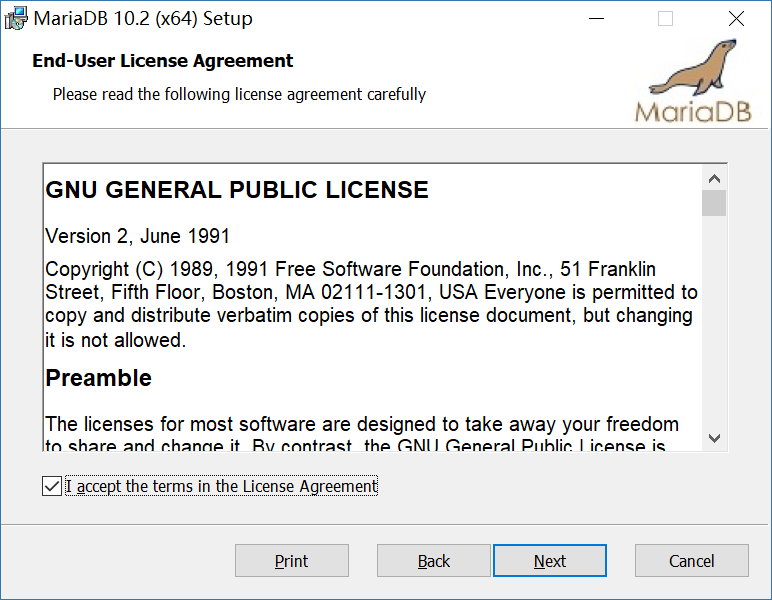 MariaDB 10.2 (x64) Setup
End-User License Agreement
Please read the following license agreement carefully
MariaDB
GNU GENERAL PUBLIC LICENSE
Version 2, June 1991
Copyright (C) 1989, 1991 Free Software Foundation, Inc., 51 Franklin
Street, Fifth Floor, Boston, MA 02111-1301, USA Everyone is permitted to
copy and distribute verbatim copies of this license document, but changing
it is not allowed.
Preamble
The licenses for most software are designed to take away your freedom
to share and change it. By contrast, the GNU General Public License is
I accept the terms in the License Agreement
Print
Back
Next
Cancel